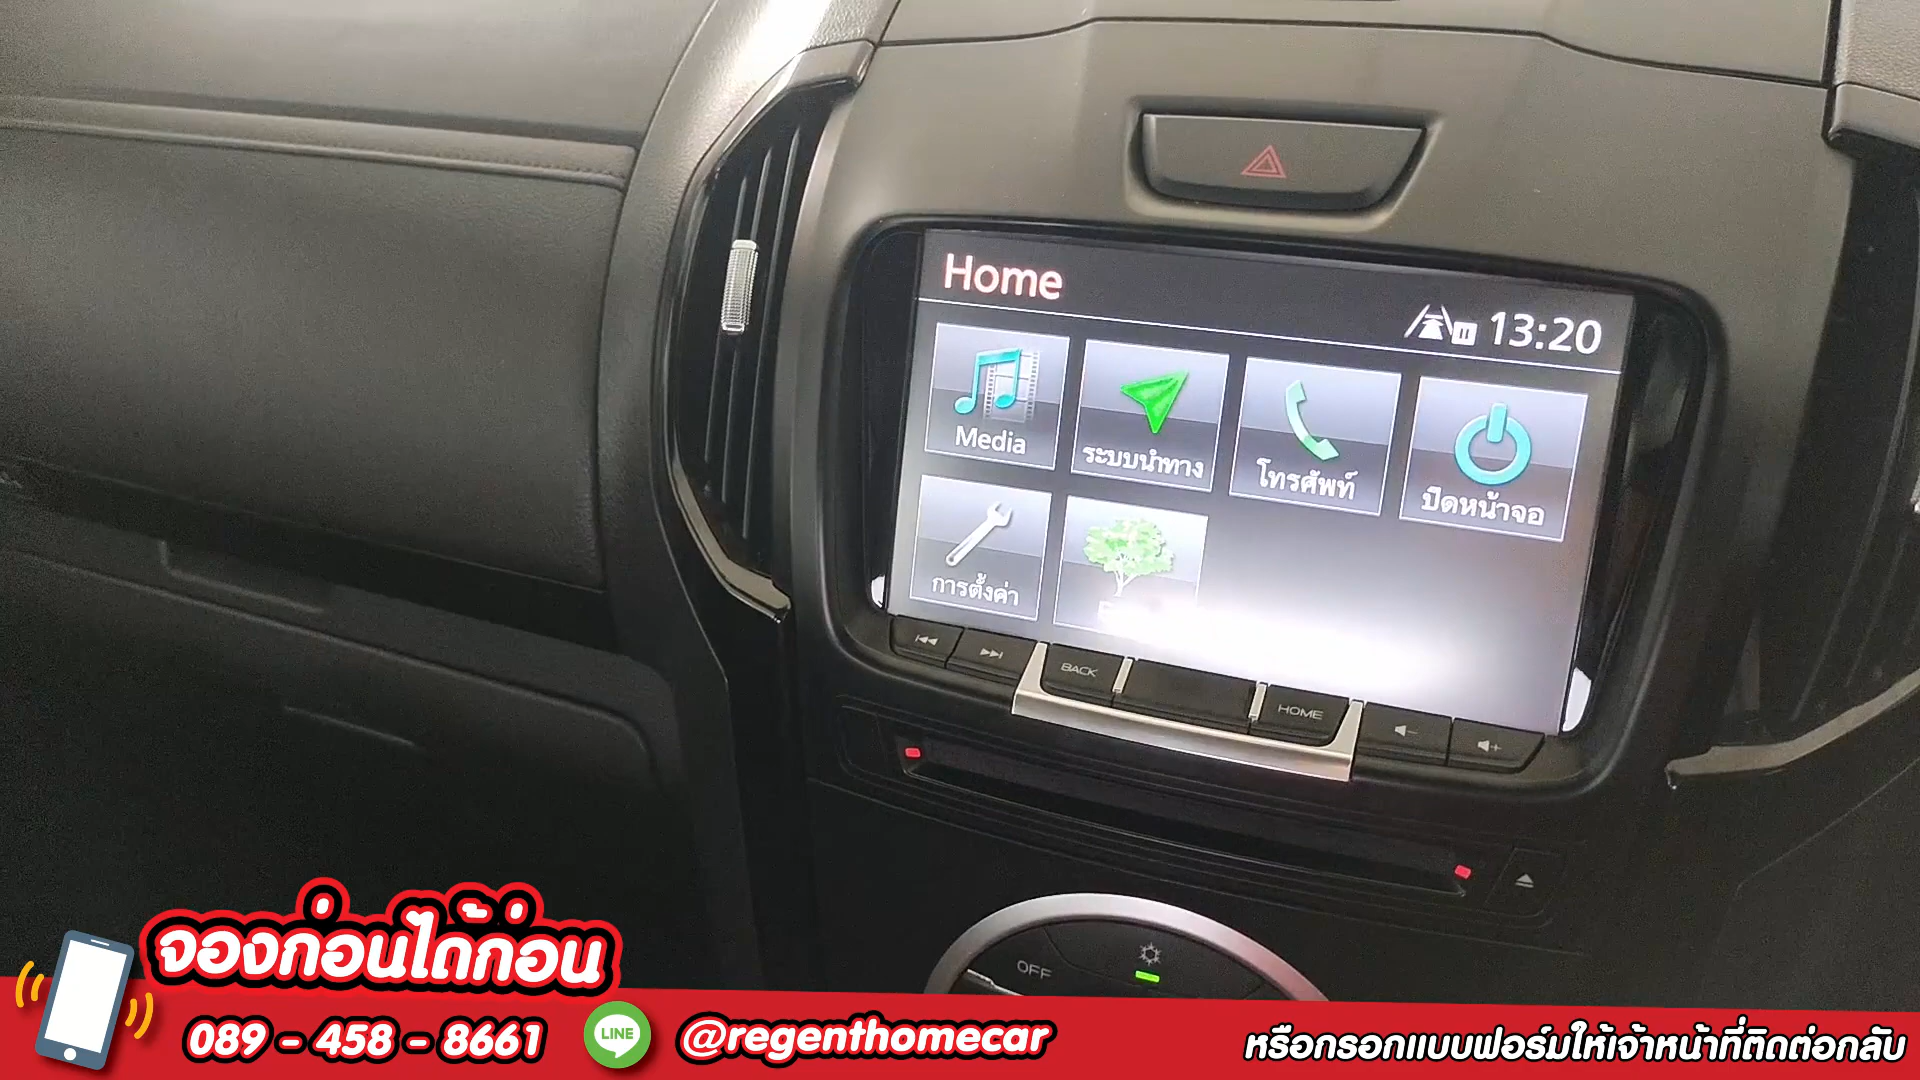 Home
13:20
Media
ระบบนำทาง
โทรศัพท์
ปิดหน้าจอ
การตั้งค่า
BACK
HOME
OFF
จองก่อนได้ก่อน
089 - 458 - 8661
LINE
@regenthomecar
หรือกรอกแบบฟอร์มให้เจ้าหน้าที่ติดต่อกลับ